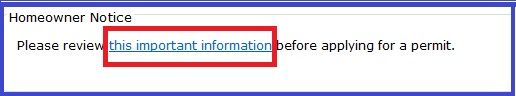 Homeowner Notice
Please review this important information before applying for a permit.